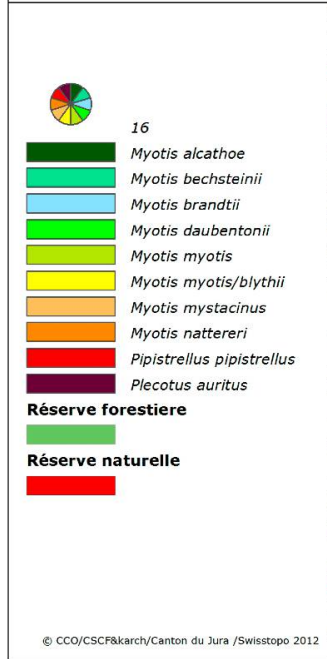 16
Myotis alcathoe
Myotis bechsteinii
Myotis brandtii
Myotis daubentonii
Myotis myotis
Myotis myotis/blythii
Myotis mystacinus
Myotis nattereri
Pipistrellus pipistrellus
Plecotus auritus
Réserve forestiere
Réserve naturelle
© CCO/CSCF&karch/Canton du Jura /Swisstopo 2012